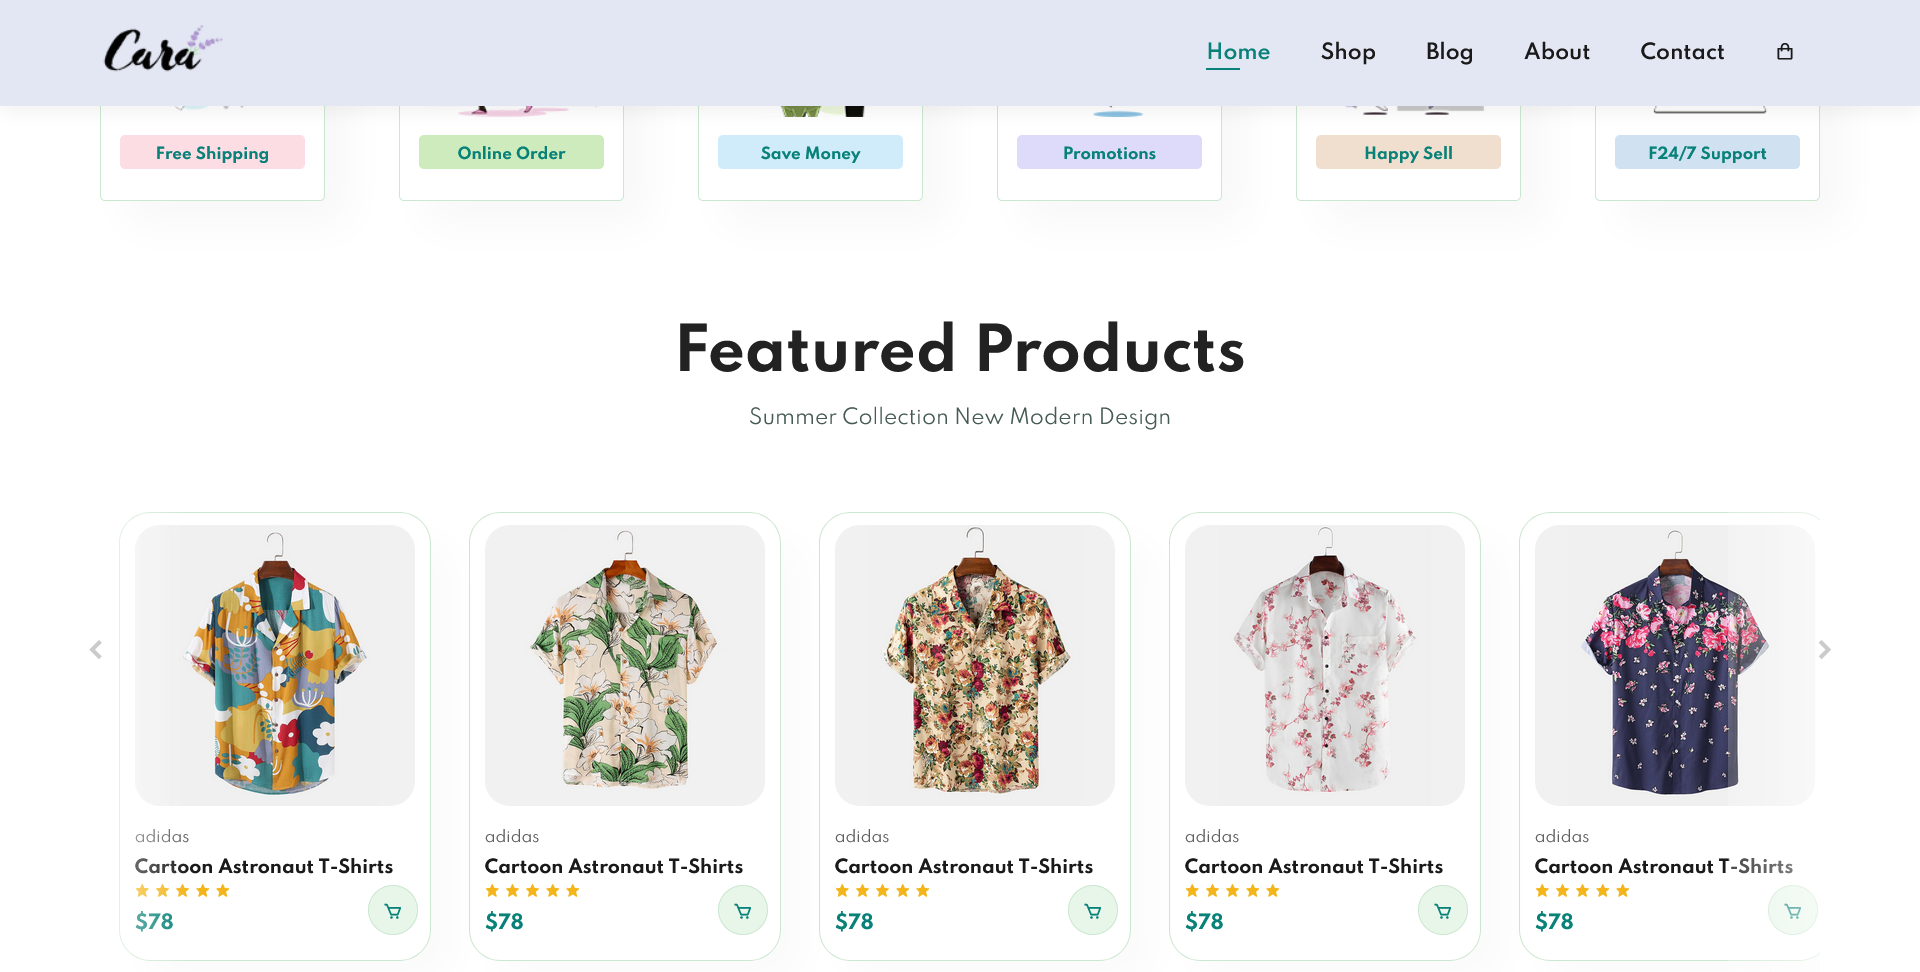 Cara
Home Shop Blog About Contact
Free Shipping Online Order Save Money Promotions Happy Sell F24/7 Support
Featured Products
Summer Collection New Modern Design
adidas adidas adidas adidas adidas
Cartoon Astronaut T-Shirts Cartoon Astronaut T-Shirts Cartoon Astronaut T-Shirts Cartoon Astronaut T-Shirts Cartoon Astronaut T-Shirts
$78 $78 $78 $78 $78